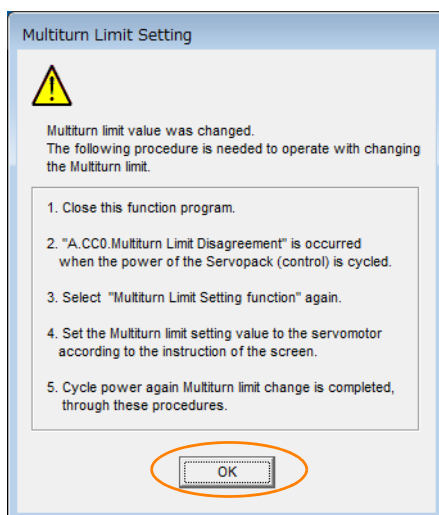 Multiturn Limit Setting
Multiturn limit value was changed.
The following procedure is needed to operate with changing
the Multiturn limit.
1. Close this function program.
2. "A.CC0.Multiturn Limit Disagreement" is occurred
when the power of the Servopack (control) is cycled.
3. Select "Multiturn Limit Setting function" again.
4. Set the Multiturn limit setting value to the servomotor
according to the instruction of the screen.
5. Cycle power again Multiturn limit change is completed,
through these procedures.
OK